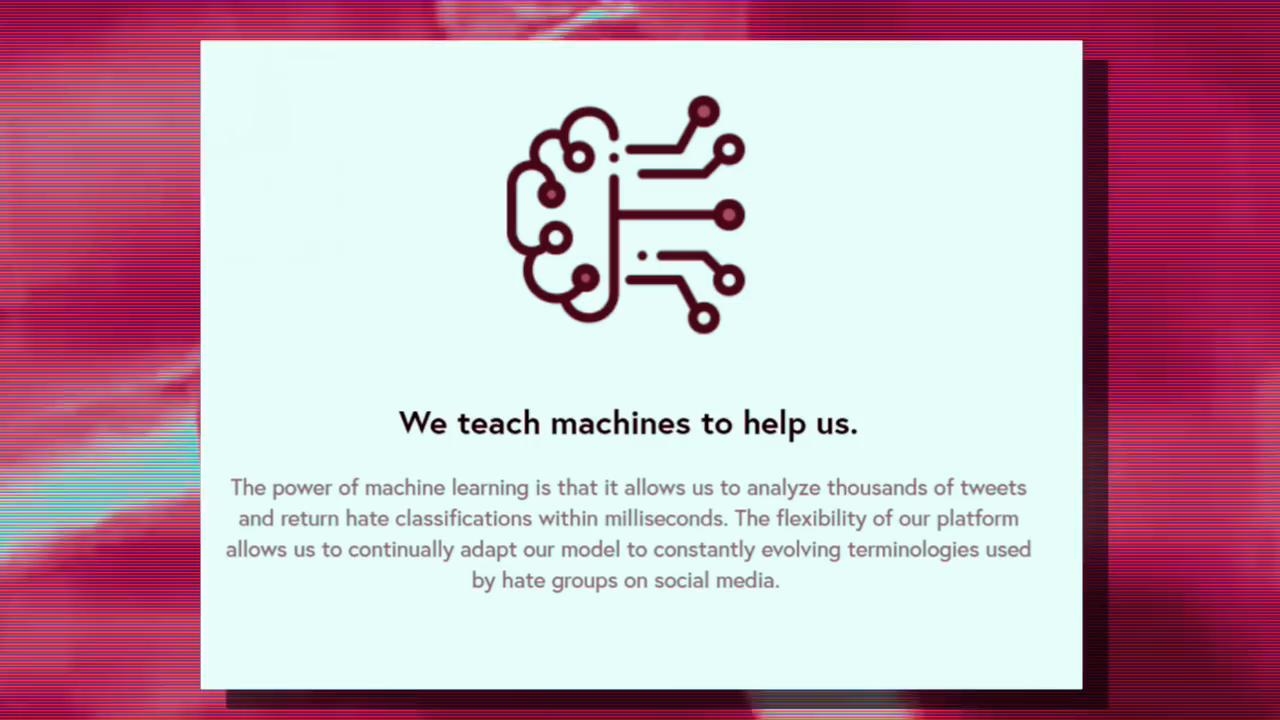 We teach machines to help us.
The power of machine learning is that it allows us to analyze thousands of tweets
and return hate classifications within milliseconds. The flexibility of our platform
allows us to continually adapt our model to constantly evolving terminologies used
by hate groups on social media.